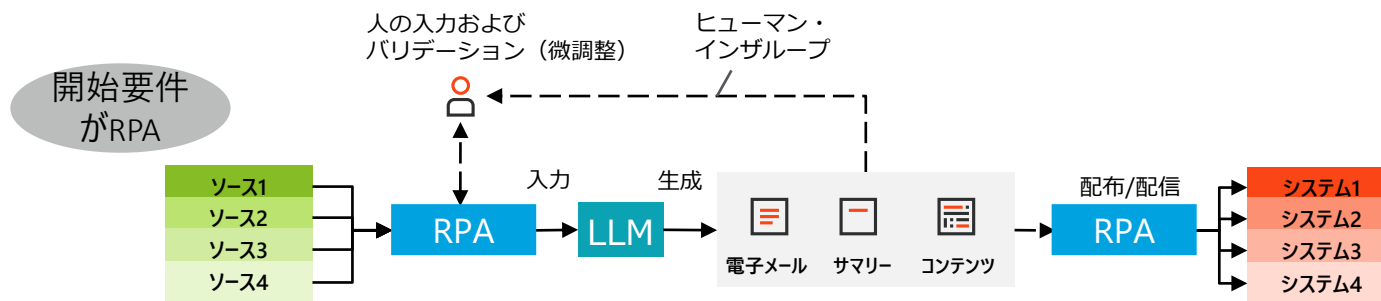 人の入力および
バリデーション（微調整）
ヒューマン・
インザループ
開始要件
がRPA
ソース1
ソース2
ソース3
ソース4
RPA
入力
LLM
生成
電子メール
サマリー
コンテンツ
配布/配信
RPA
システム1
システム2
システム3
システム4